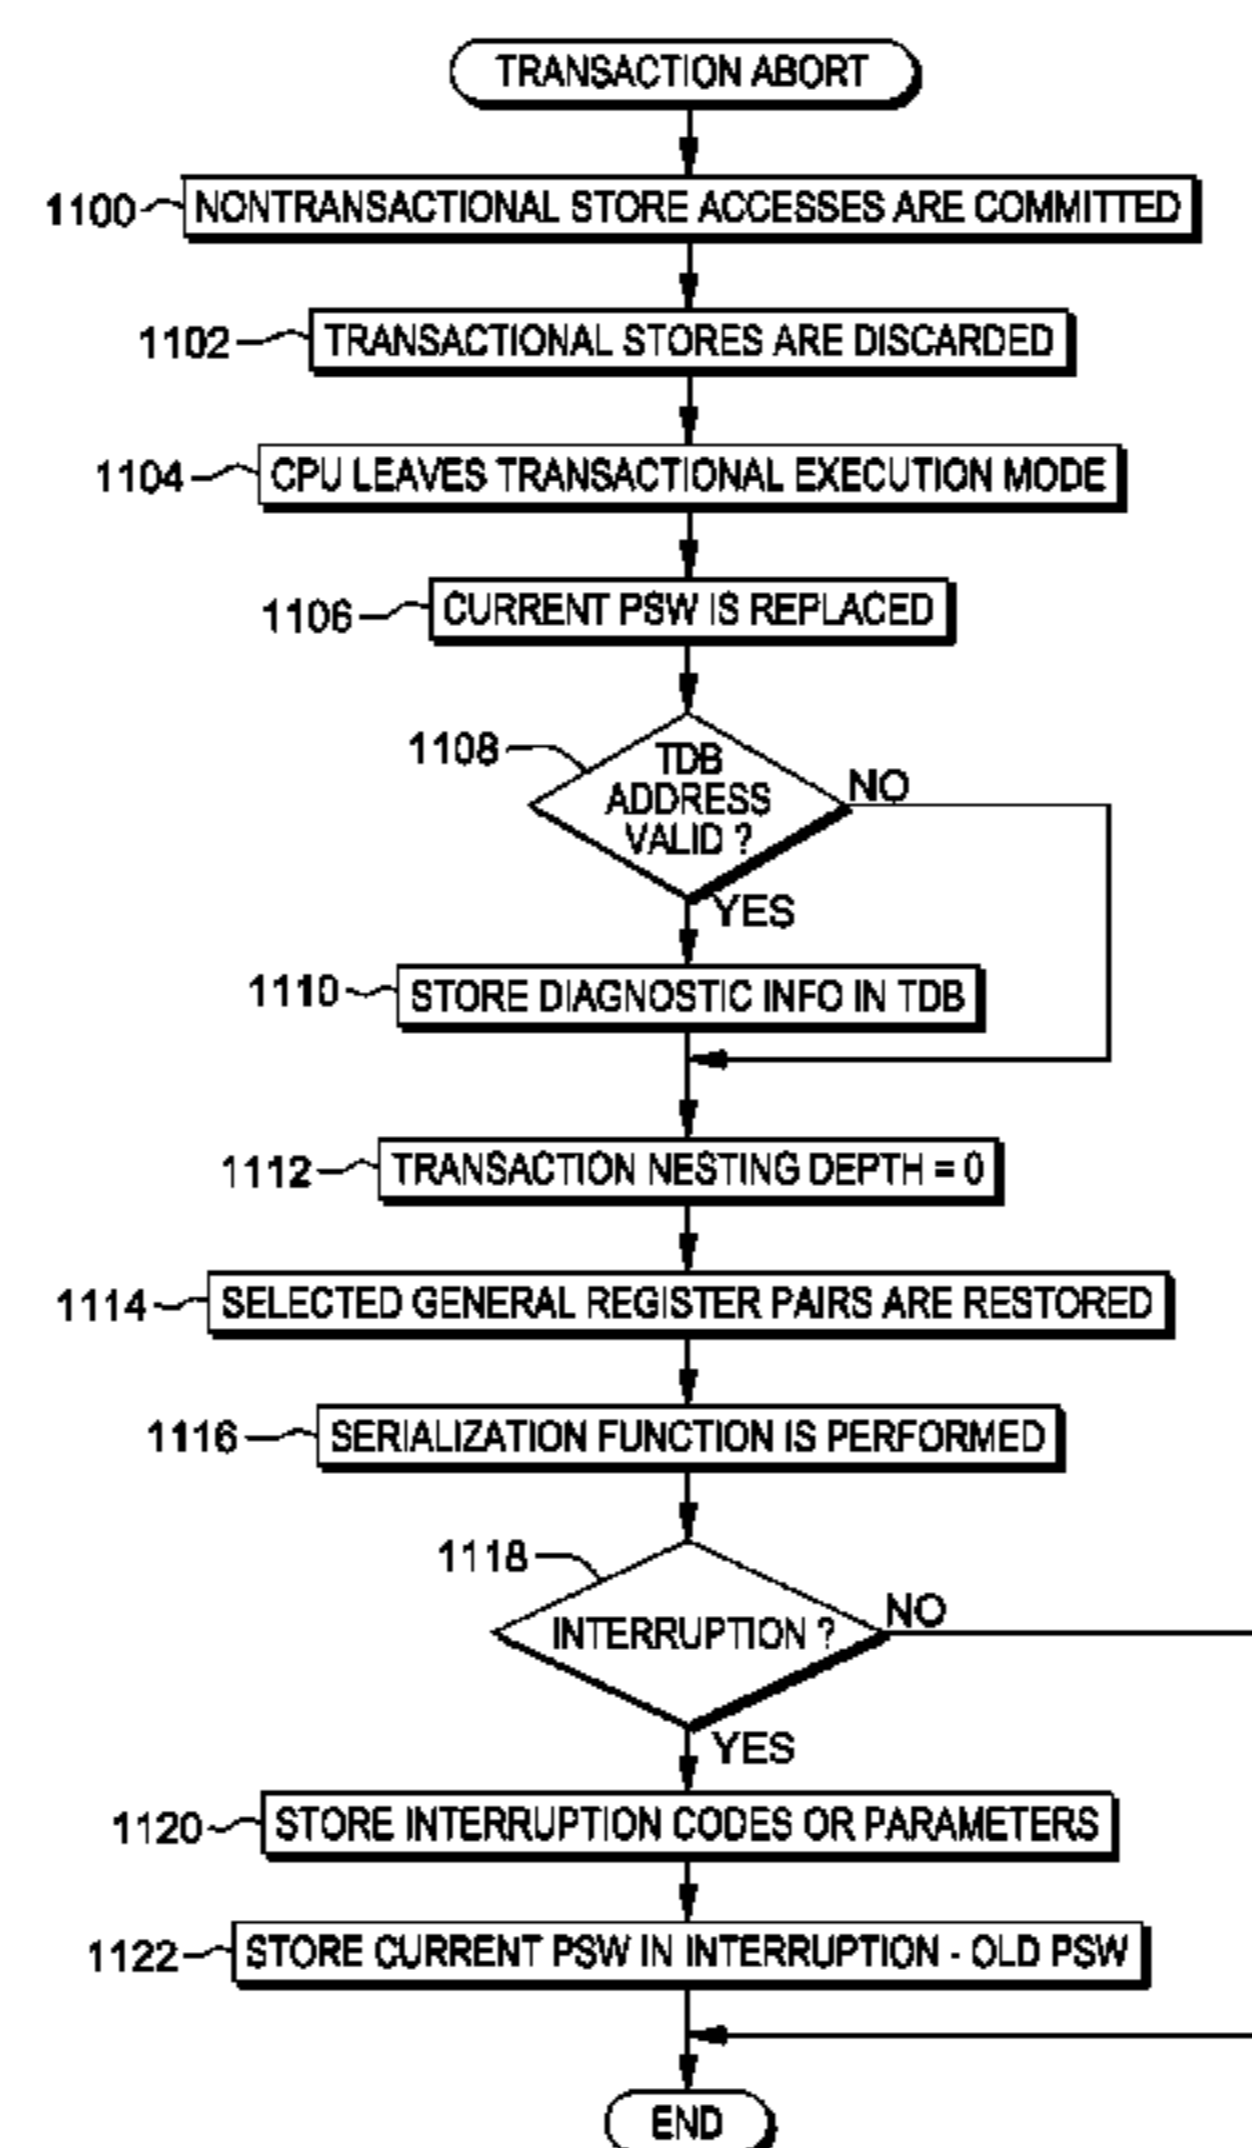 TRANSACTION ABORT
1100
NONTRANSACTIONAL STORE ACCESSES ARE COMMITTED
1102
TRANSACTIONAL STORES ARE DISCARDED
1104
CPU LEAVES TRANSACTIONAL EXECUTION MODE
1106
CURRENT PSW IS REPLACED
1108
TDB
ADDRESS
VALID ?
NO
YES
1110
STORE DIAGNOSTIC INFO IN TDB
1112
TRANSACTION NESTING DEPTH = 0
1114
SELECTED GENERAL REGISTER PAIRS ARE RESTORED
1116
SERIALIZATION FUNCTION IS PERFORMED
1118
INTERRUPTION ?
NO
YES
1120
STORE INTERRUPTION CODES OR PARAMETERS
1122
STORE CURRENT PSW IN INTERRUPTION - OLD PSW
END